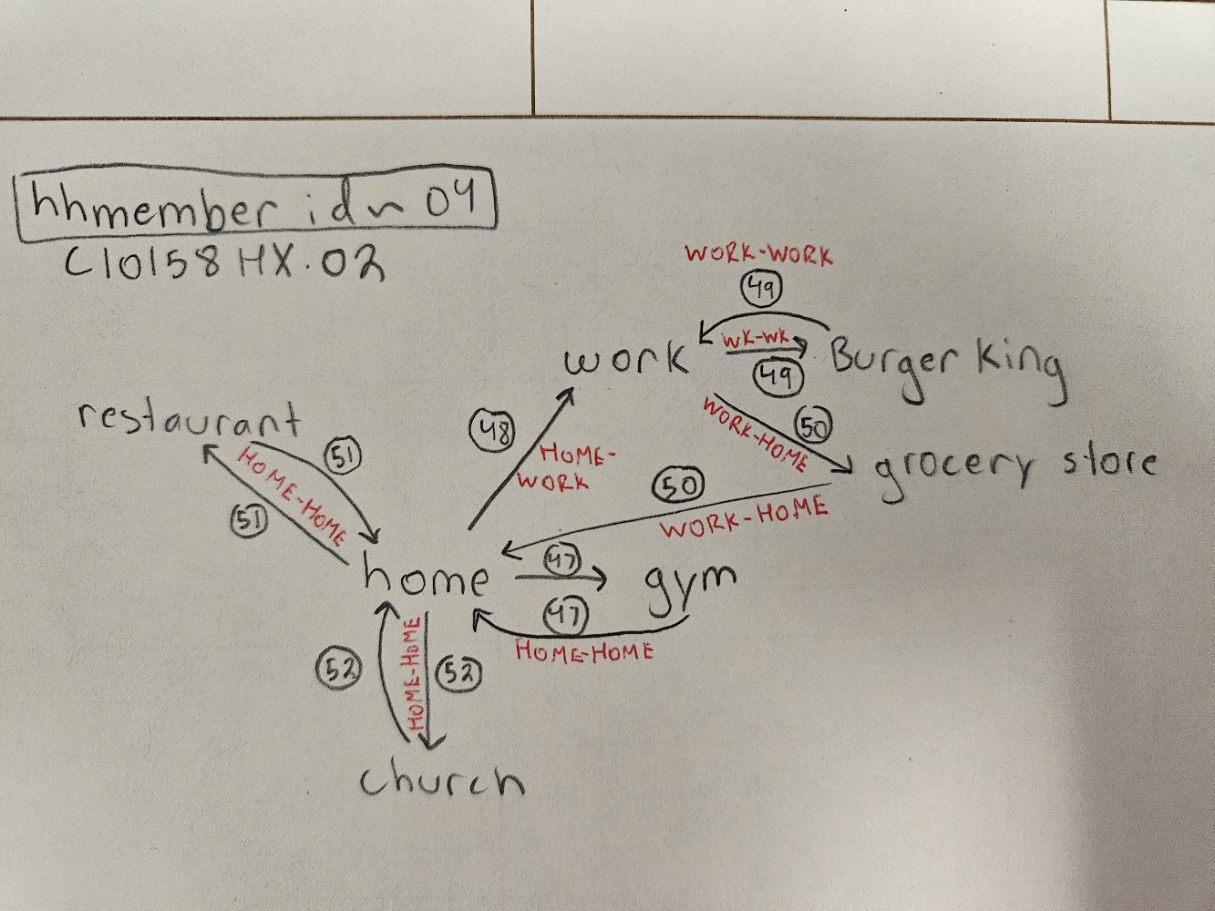 hhmember idn 04
C10158HX.02
restaurant
51
HOME-HOME
51
home
52
HOME-HOME
52
church
48
HOME-
WORK
work
WORK-WORK
49
WK-WK
49
Burger King
WORK-HOME
50
grocery store
50
WORK-HOME
47
gym
47
HOME-HOME